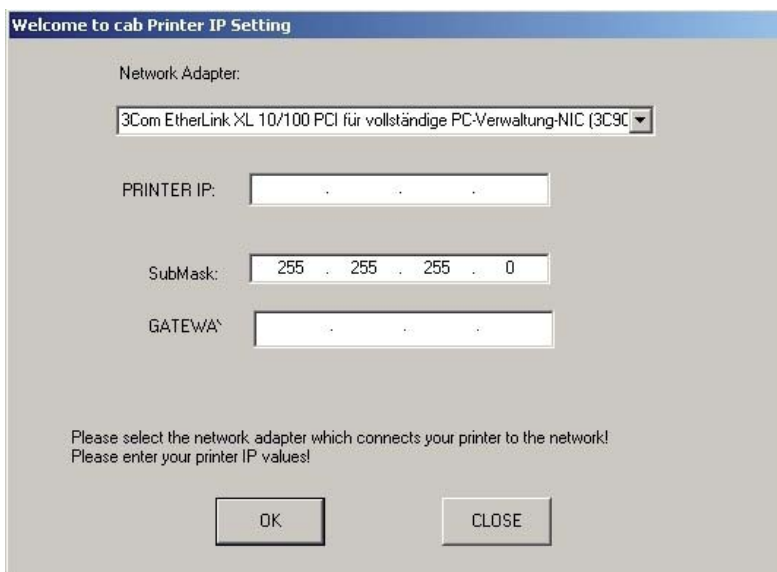 Welcome to cab Printer IP Setting
Network Adapter:
3Com EtherLink XL 10/100 PCI für vollständige PC-Verwaltung-NIC (3C90
PRINTER IP: . . .
SubMask: 255 . 255 . 255 . 0
GATEWAY . . .
Please select the network adapter which connects your printer to the network!
Please enter your printer IP values!
OK CLOSE